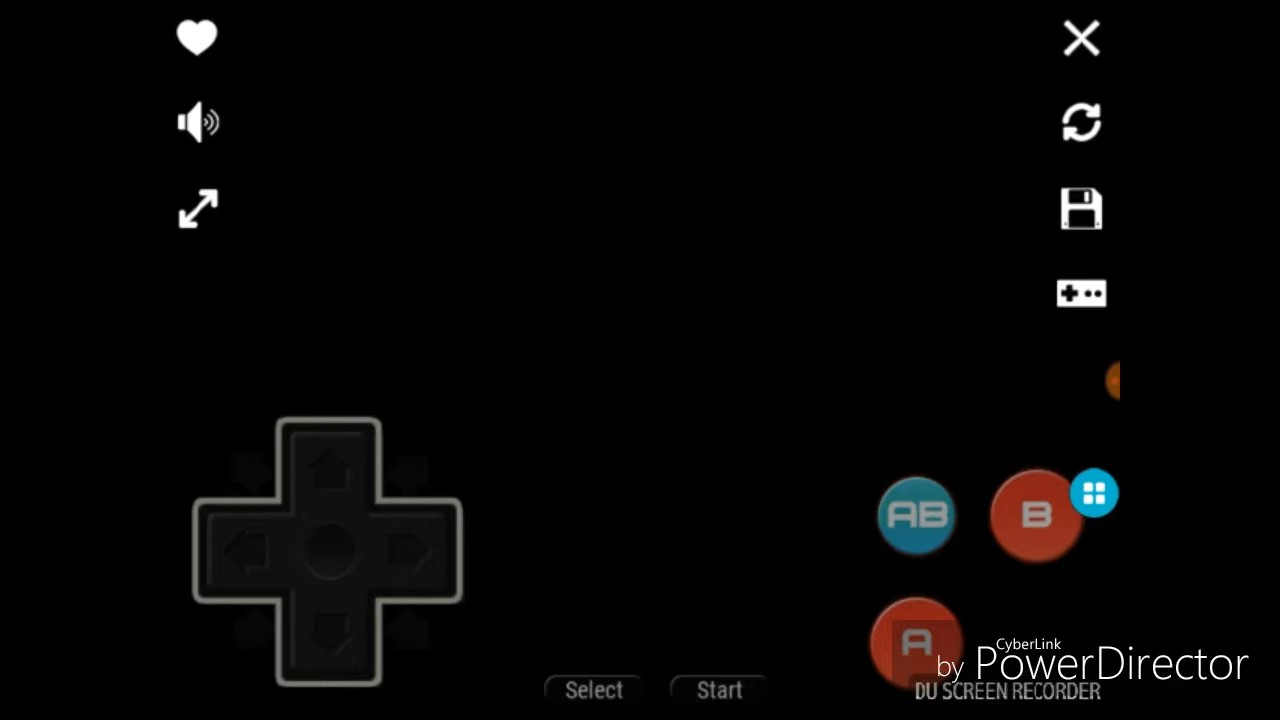 AB
B
A
CyberLink
by PowerDirector
Select
Start
DU SCREEN RECORDER